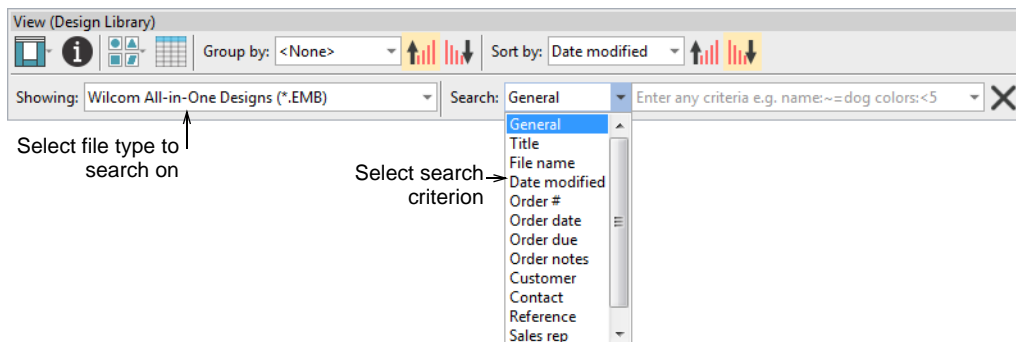 View (Design Library)
Group by: <None> Sort by: Date modified
Showing: Wilcom All-in-One Designs (*.EMB) Search: General Enter any criteria e.g. name:~=dog colors:<5
General
Title
File name
Date modified
Order #
Order date
Order due
Order notes
Customer
Contact
Reference
Sales rep
Select file type to
search on
Select search
criterion